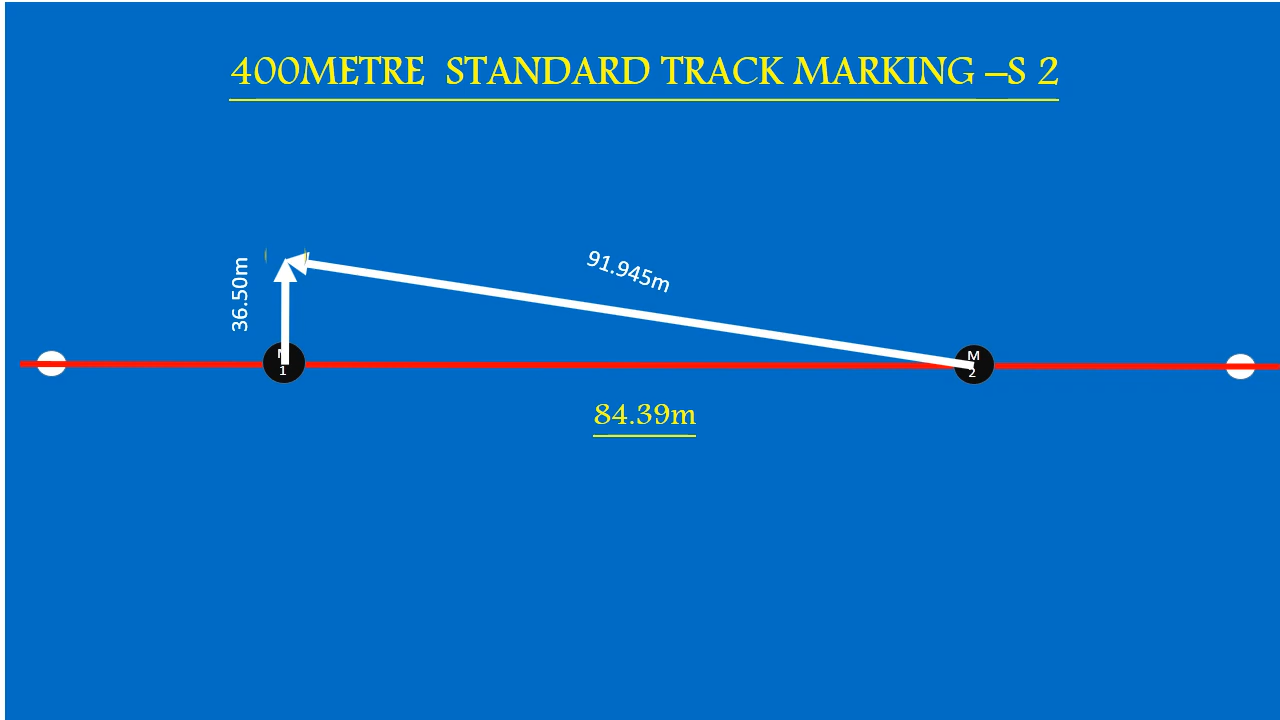 400METRE STANDARD TRACK MARKING –S 2
91.945m
36.50m
1
M
2
84.39m